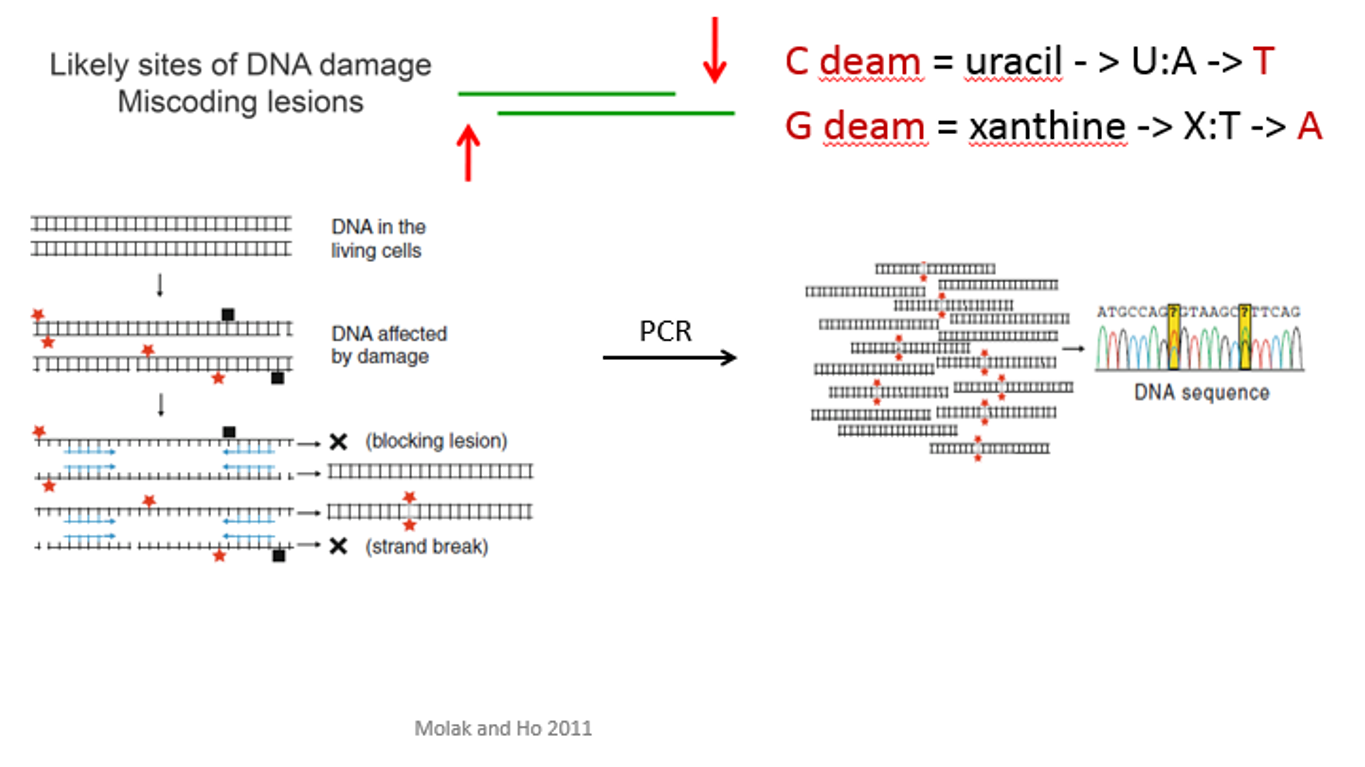 Likely sites of DNA damage
Miscoding lesions
C deam = uracil - > U:A -> T
G deam = xanthine -> X:T -> A
DNA in the
living cells
DNA affected
by damage
(blocking lesion)
(strand break)
PCR
ATGCCAG?GTAAGC?TTCAG
DNA sequence
Molak and Ho 2011